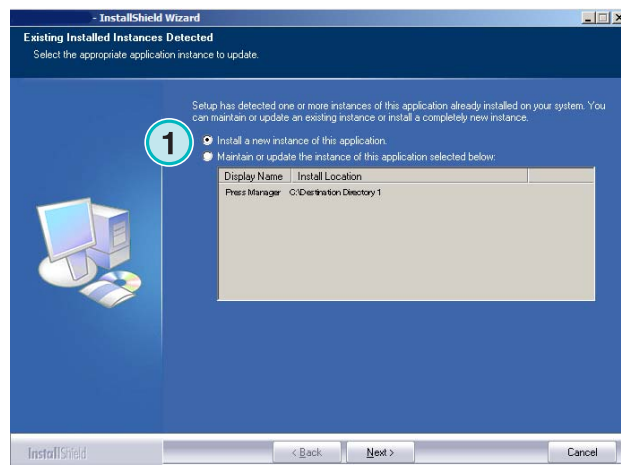 - InstallShield Wizard
Existing Installed Instances Detected
Select the appropriate application instance to update.
Setup has detected one or more instances of this application already installed on your system. You
can maintain or update an existing instance or install a completely new instance.
1
Install a new instance of this application.
Maintain or update the instance of this application selected below:
Display Name Install Location
Press Manager C:\Destination Directory 1
InstallShield
< Back Next > Cancel